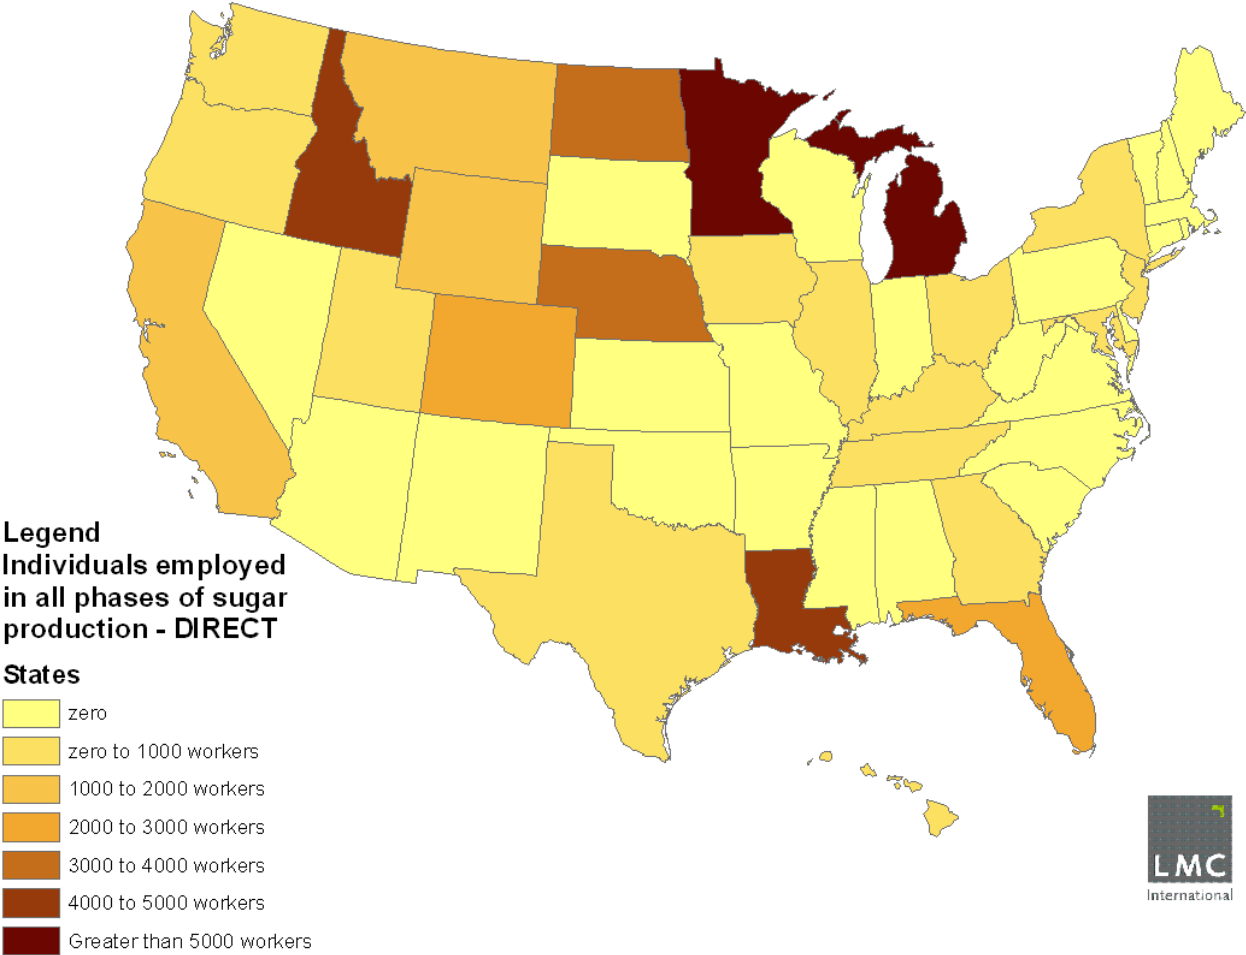 Legend
Individuals employed
in all phases of sugar
production - DIRECT
States
zero
zero to 1000 workers
1000 to 2000 workers
2000 to 3000 workers
3000 to 4000 workers
4000 to 5000 workers
Greater than 5000 workers
LMC
International